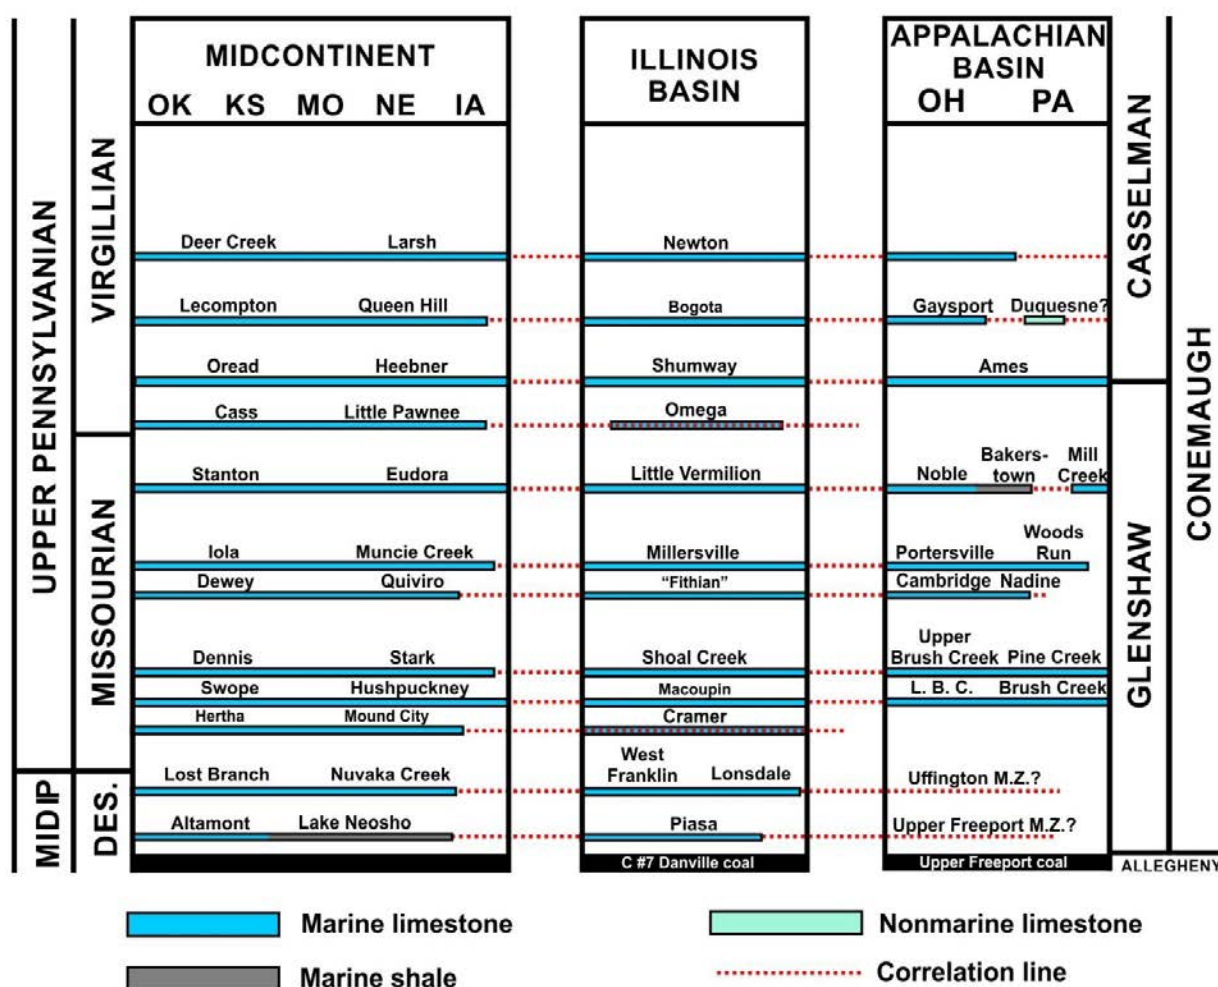 MIDCONTINENT
OK KS MO NE IA
ILLINOIS
BASIN
APPALACHIAN
BASIN
OH PA
UPPER PENNSYLVANIAN
MIDIP
VIRGILLIAN
MISSOURIAN
DES.
CASSELMAN
GLENSHAW
CONEMAUGH
ALLEGHENY
Deer Creek Larsh Newton
Lecompton Queen Hill Bogota Gaysport Duquesne?
Oread Heebner Shumway Ames
Cass Little Pawnee Omega
Stanton Eudora Little Vermilion Noble Bakers-
town Mill
Creek
Iola Muncie Creek Millersville Portersville Woods
Run
Dewey Quiviro “Fithian” Cambridge Nadine
Dennis Stark Shoal Creek Upper
Brush Creek Pine Creek
Swope Hushpuckney Macoupin L. B. C. Brush Creek
Hertha Mound City Cramer
Lost Branch Nuvaka Creek West
Franklin Lonsdale Uffington M.Z.?
Altamont Lake Neosho Piasa Upper Freeport M.Z.?
C #7 Danville coal Upper Freeport coal
Marine limestone Nonmarine limestone
Marine shale Correlation line